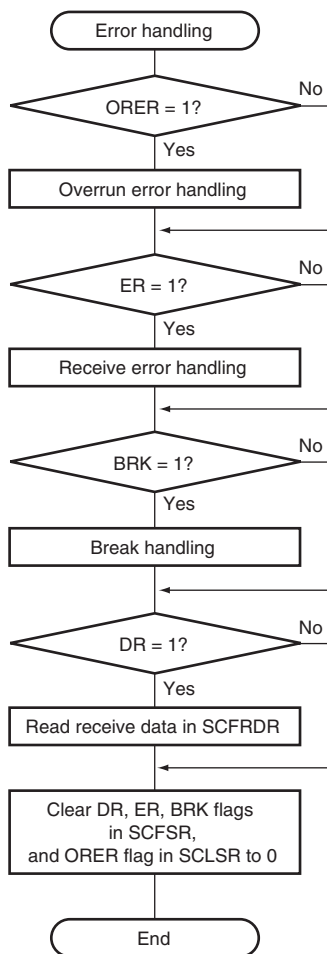 Error handling
No
ORER = 1?
Yes
Overrun error handling
No
ER = 1?
Yes
Receive error handling
No
BRK = 1?
Yes
Break handling
No
DR = 1?
Yes
Read receive data in SCFRDR
Clear DR, ER, BRK flags
in SCFSR,
and ORER flag in SCLSR to 0
End